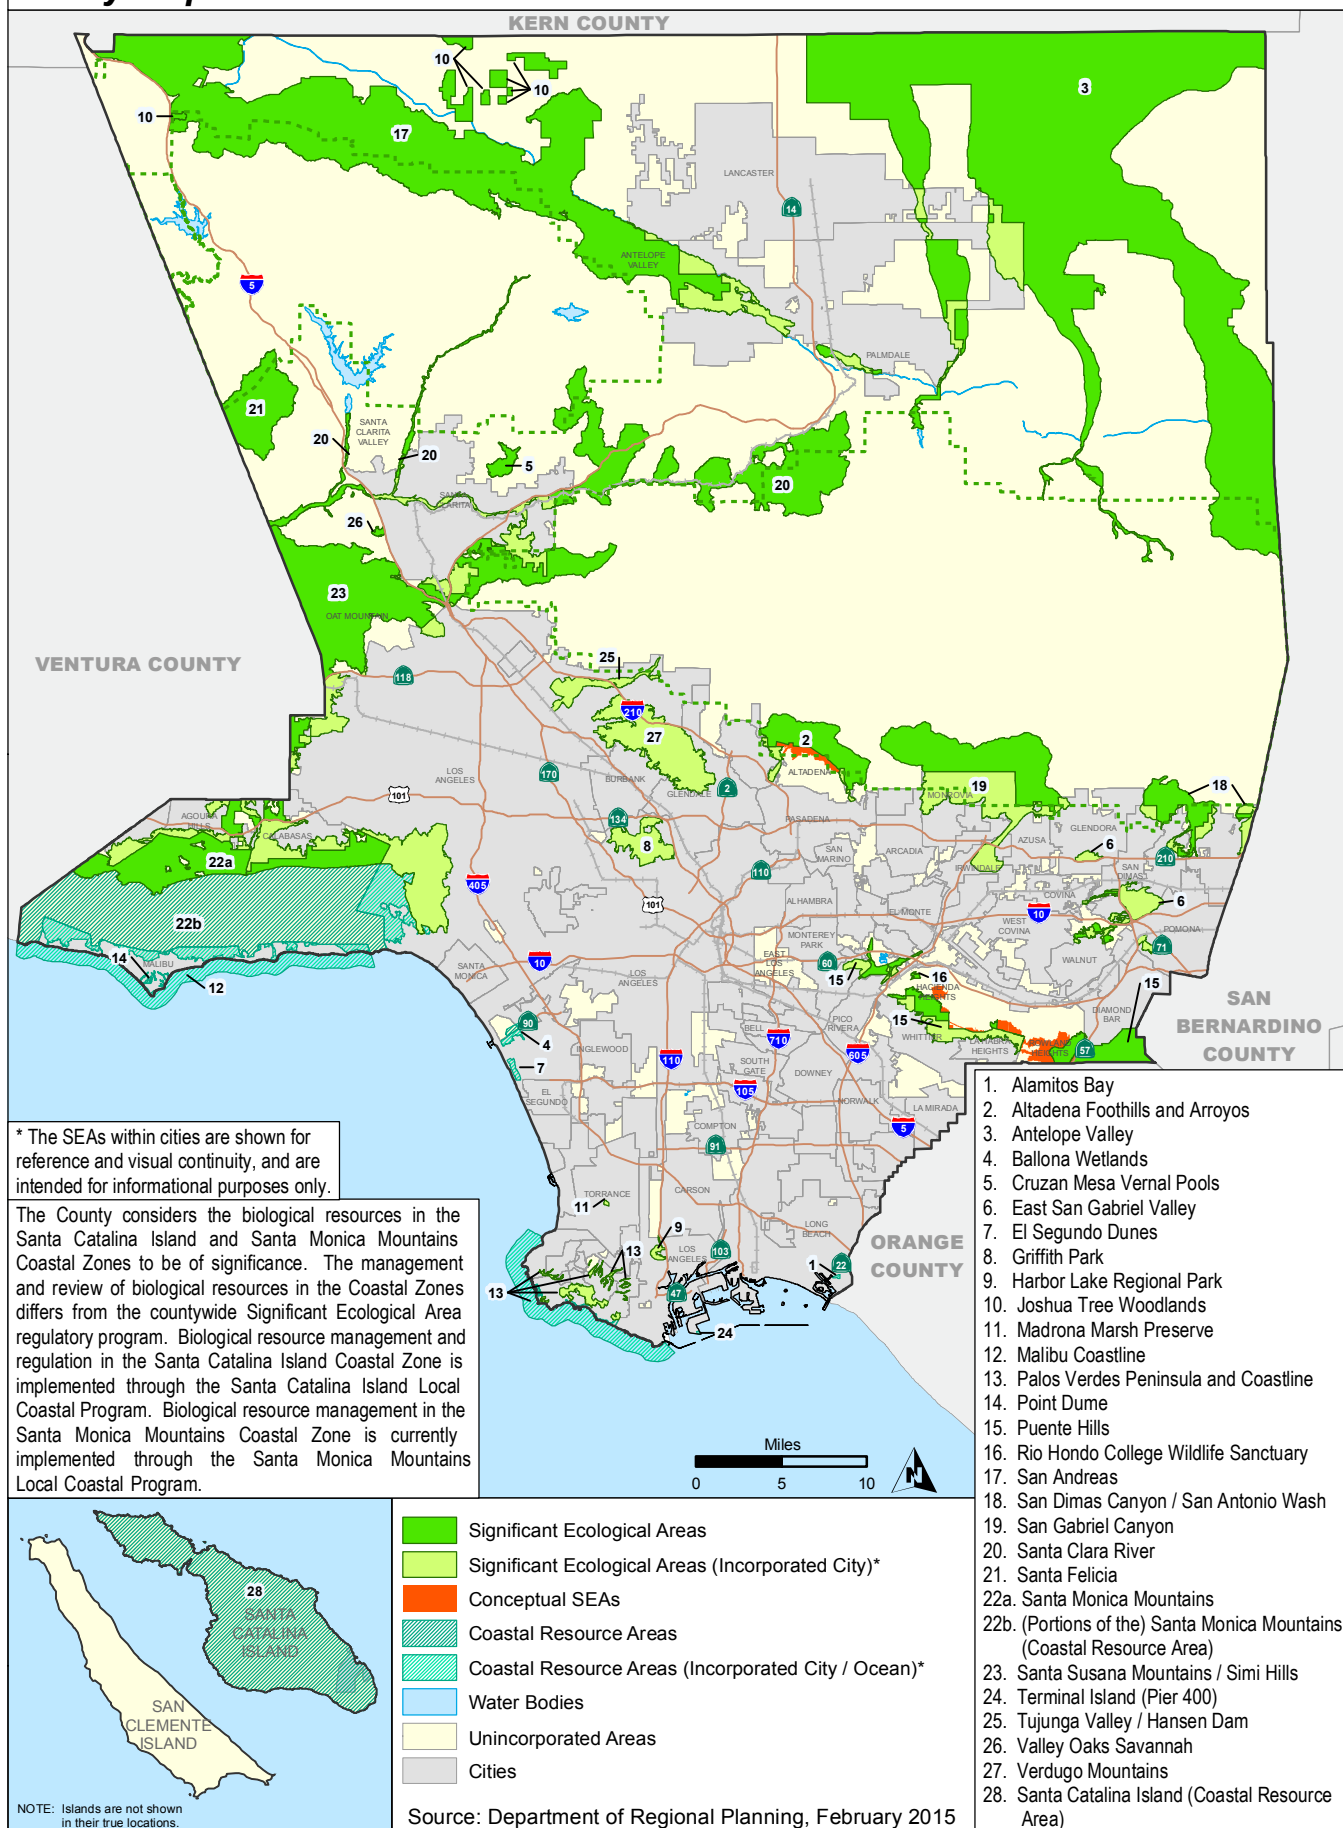 KERN COUNTY
10
10
3
10
17
LANCASTER
14
ANTELOPE
VALLEY
5
PALMDALE
21
SANTA
CLARITA
VALLEY
20
20
5
20
SANTA
CLARITA
26
23
OAT MOUNTAIN
VENTURA COUNTY
25
118
210
27
2
ALTADENA
LOS
ANGELES
170
BURBANK
GLENDALE
2
19
MONROVIA
18
101
AGOURA
HILLS
CALABASAS
134
PASADENA
8
SAN
MARINO
ARCADIA
AZUSA
GLENDORA
6
210
22a
IRWINDALE
SAN
DIMAS
110
405
COVINA
6
101
ALHAMBRA
EL MONTE
10
WEST
COVINA
22b
POMONA
MONTEREY
PARK
71
14
MALIBU
12
SANTA
MONICA
10
LOS
ANGELES
EAST
LOS
ANGELES
60
15
WALNUT
16
HACIENDA
HEIGHTS
15
SAN
BERNARDINO
COUNTY
DIAMOND
BAR
90
4
PICO
RIVERA
15
BELL
WHITTIER
LA HABRA
HEIGHTS
ROWLAND
HEIGHTS
57
INGLEWOOD
710
605
110
7
SOUTH
GATE
DOWNEY
EL
SEGUNDO
105
NORWALK
LA MIRADA
5
COMPTON
91
TORRANCE
11
CARSON
9
13
LOS
ANGELES
103
LONG
BEACH
ORANGE
COUNTY
1
22
13
47
24
* The SEAs within cities are shown for
reference and visual continuity, and are
intended for informational purposes only.
The County considers the biological resources in the
Santa Catalina Island and Santa Monica Mountains
Coastal Zones to be of significance. The management
and review of biological resources in the Coastal Zones
differs from the countywide Significant Ecological Area
regulatory program. Biological resource management and
regulation in the Santa Catalina Island Coastal Zone is
implemented through the Santa Catalina Island Local
Coastal Program. Biological resource management in the
Santa Monica Mountains Coastal Zone is currently
implemented through the Santa Monica Mountains
Local Coastal Program.
Miles
0 5 10
N
1. Alamitos Bay
2. Altadena Foothills and Arroyos
3. Antelope Valley
4. Ballona Wetlands
5. Cruzan Mesa Vernal Pools
6. East San Gabriel Valley
7. El Segundo Dunes
8. Griffith Park
9. Harbor Lake Regional Park
10. Joshua Tree Woodlands
11. Madrona Marsh Preserve
12. Malibu Coastline
13. Palos Verdes Peninsula and Coastline
14. Point Dume
15. Puente Hills
16. Rio Hondo College Wildlife Sanctuary
17. San Andreas
18. San Dimas Canyon / San Antonio Wash
19. San Gabriel Canyon
20. Santa Clara River
21. Santa Felicia
22a. Santa Monica Mountains
22b. (Portions of the) Santa Monica Mountains
(Coastal Resource Area)
23. Santa Susana Mountains / Simi Hills
24. Terminal Island (Pier 400)
25. Tujunga Valley / Hansen Dam
26. Valley Oaks Savannah
27. Verdugo Mountains
28. Santa Catalina Island (Coastal Resource
Area)
28
SANTA
CATALINA
ISLAND
SAN
CLEMENTE
ISLAND
NOTE: Islands are not shown
in their true locations.
Significant Ecological Areas
Significant Ecological Areas (Incorporated City)*
Conceptual SEAs
Coastal Resource Areas
Coastal Resource Areas (Incorporated City / Ocean)*
Water Bodies
Unincorporated Areas
Cities
Source: Department of Regional Planning, February 2015